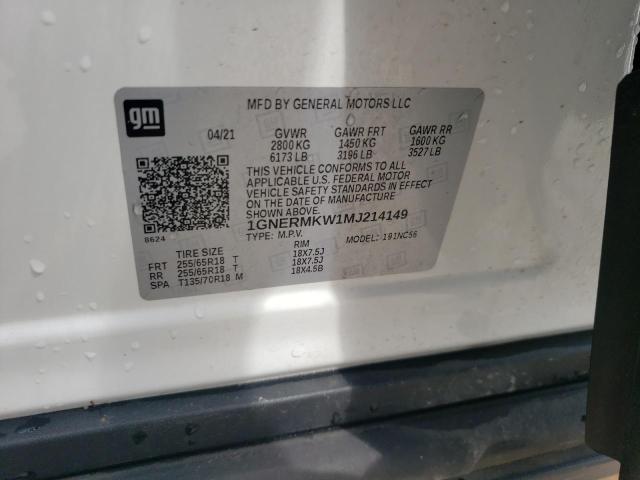 gm
MFD BY GENERAL MOTORS LLC
04/21 GVWR GAWR FRT GAWR RR
2800 KG 1450 KG 1600 KG
6173 LB 3196 LB 3527 LB
THIS VEHICLE CONFORMS TO ALL
APPLICABLE U.S. FEDERAL MOTOR
VEHICLE SAFETY STANDARDS IN EFFECT
ON THE DATE OF MANUFACTURE
SHOWN ABOVE.
1GNERMKW1MJ214149
8624
TYPE: M.P.V. MODEL: 1B1NC56
TIRE SIZE RIM
FRT 255/65R18 T 18X7.5J
RR 255/65R18 T 18X7.5J
SPA T135/70R18 M 18X4.5B